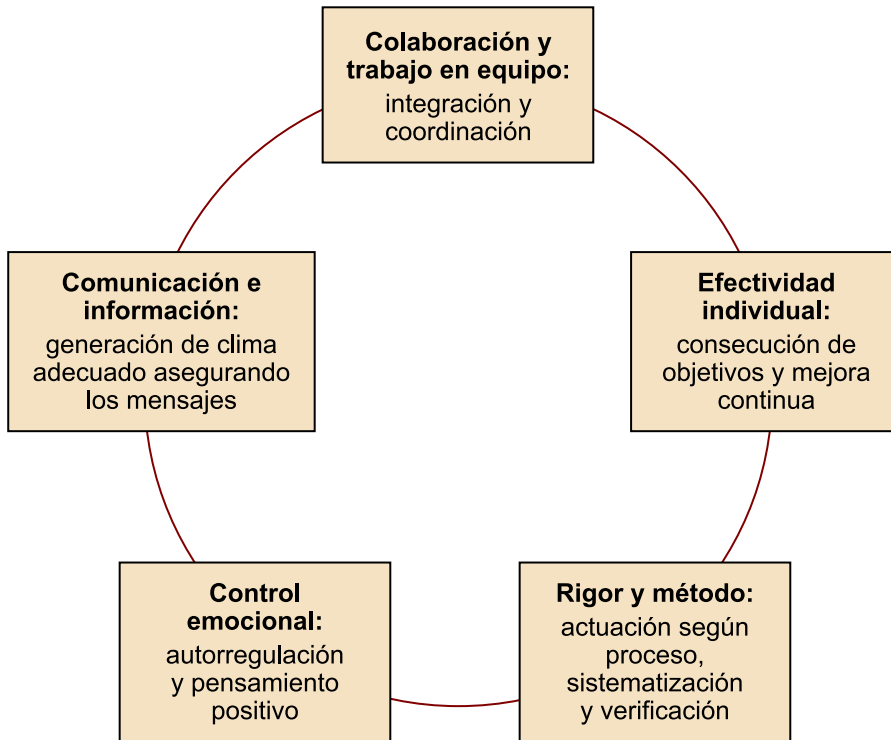 Colaboración y
trabajo en equipo:
integración y
coordinación
Comunicación e
información:
generación de clima
adecuado asegurando
los mensajes
Efectividad
individual:
consecución de
objetivos y mejora
continua
Control
emocional:
autorregulación
y pensamiento
positivo
Rigor y método:
actuación según
proceso,
sistematización
y verificación